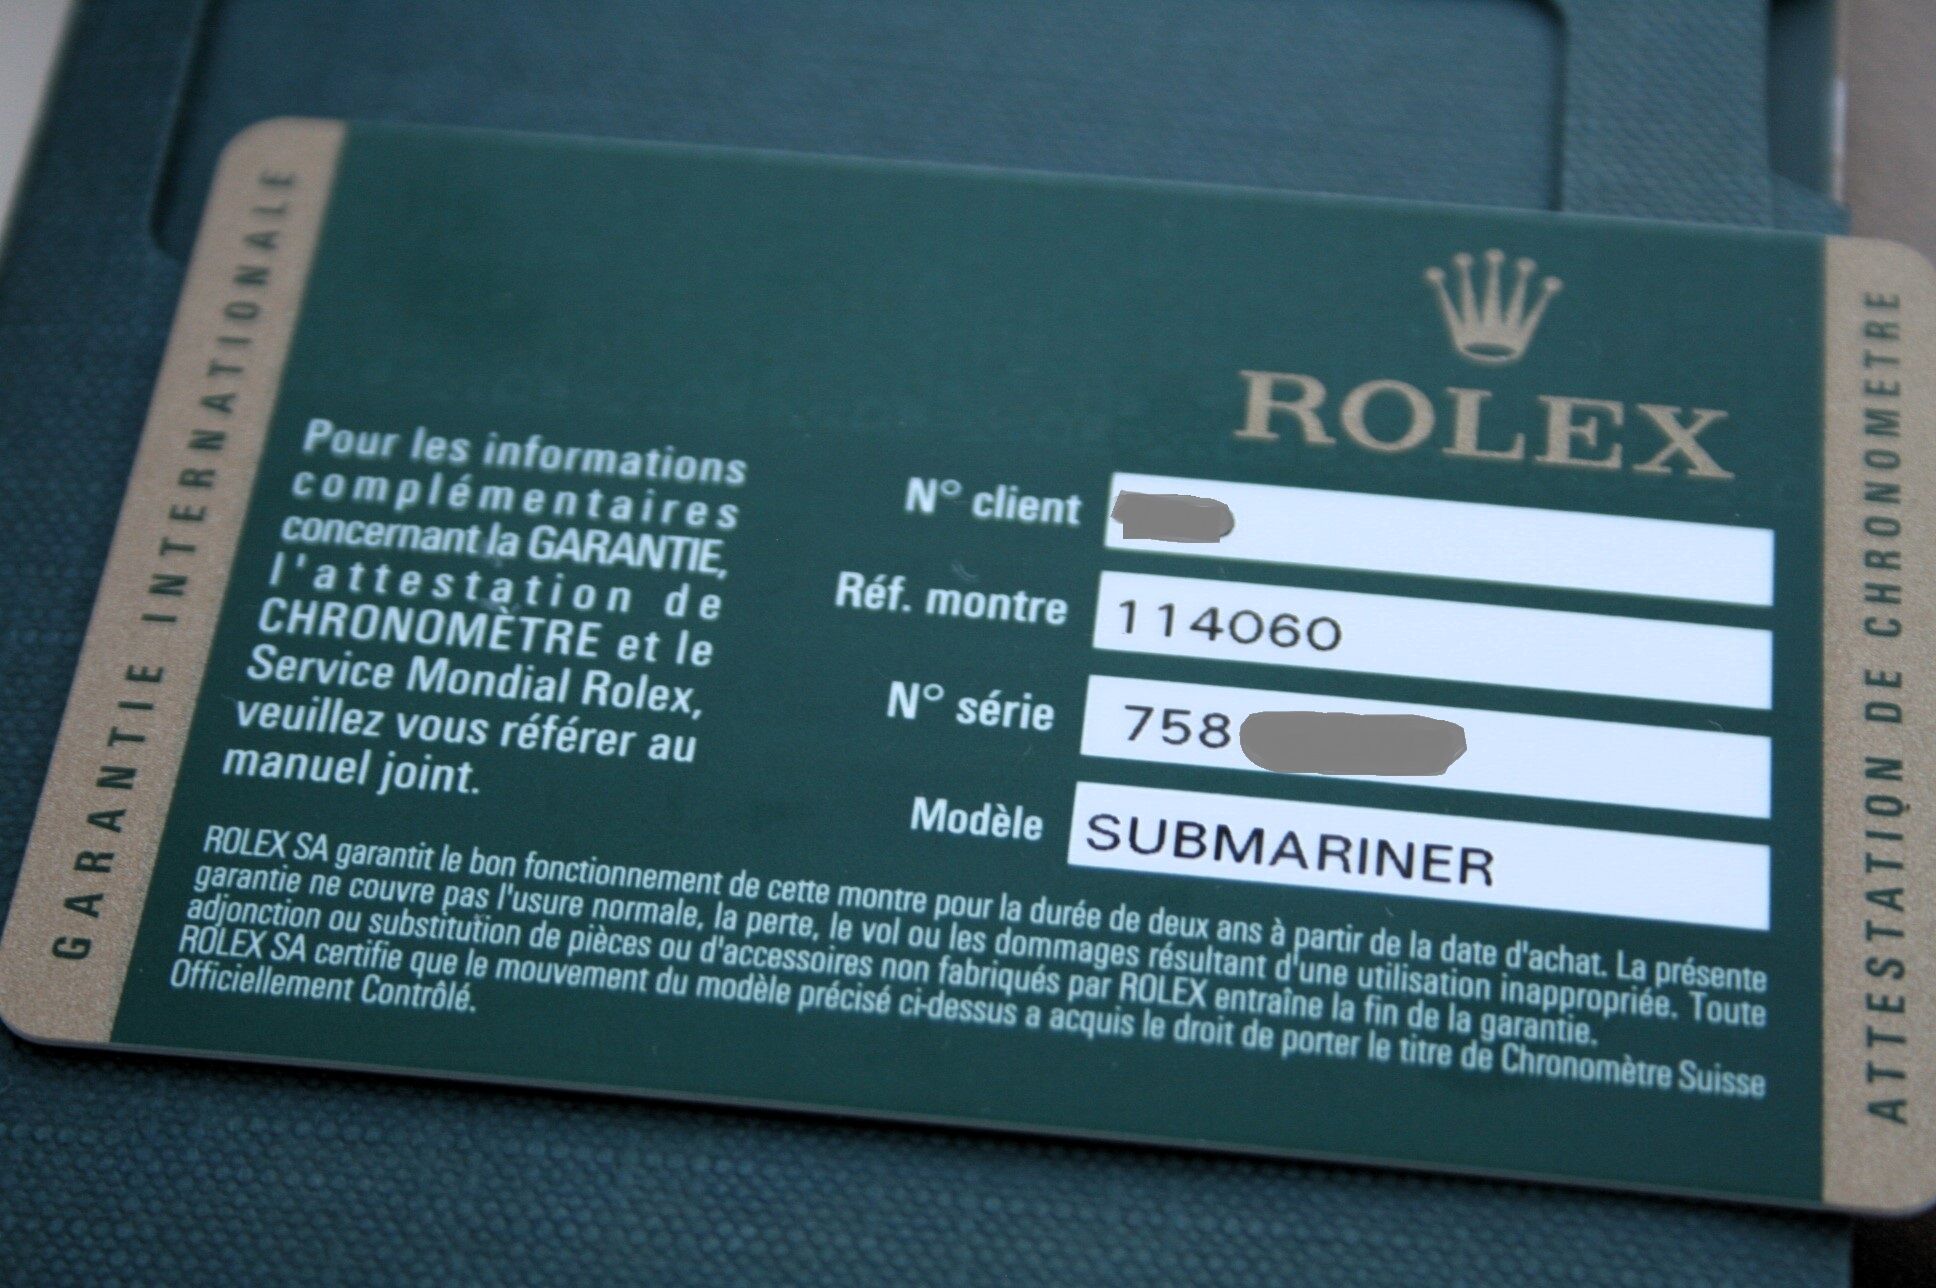 GARANTIE INTERNATIONALE
ROLEX
Pour les informations
complémentaires
concernant la GARANTIE,
l'attestation de
CHRONOMÈTRE et le
Service Mondial Rolex,
veuillez vous référer au
manuel joint.
N° client
Réf. montre 114060
N° série 758
Modèle SUBMARINER
ROLEX SA garantit le bon fonctionnement de cette montre pour la durée de deux ans à partir de la date d'achat. La présente
garantie ne couvre pas l'usure normale, la perte, le vol ou les dommages résultant d'une utilisation inappropriée. Toute
adjonction ou substitution de pièces ou d'accessoires non fabriqués par ROLEX entraîne la fin de la garantie.
ROLEX SA certifie que le mouvement du modèle précisé ci-dessus a acquis le droit de porter le titre de Chronomètre Suisse
Officiellement Contrôlé.
ATTESTATION DE CHRONOMETRE